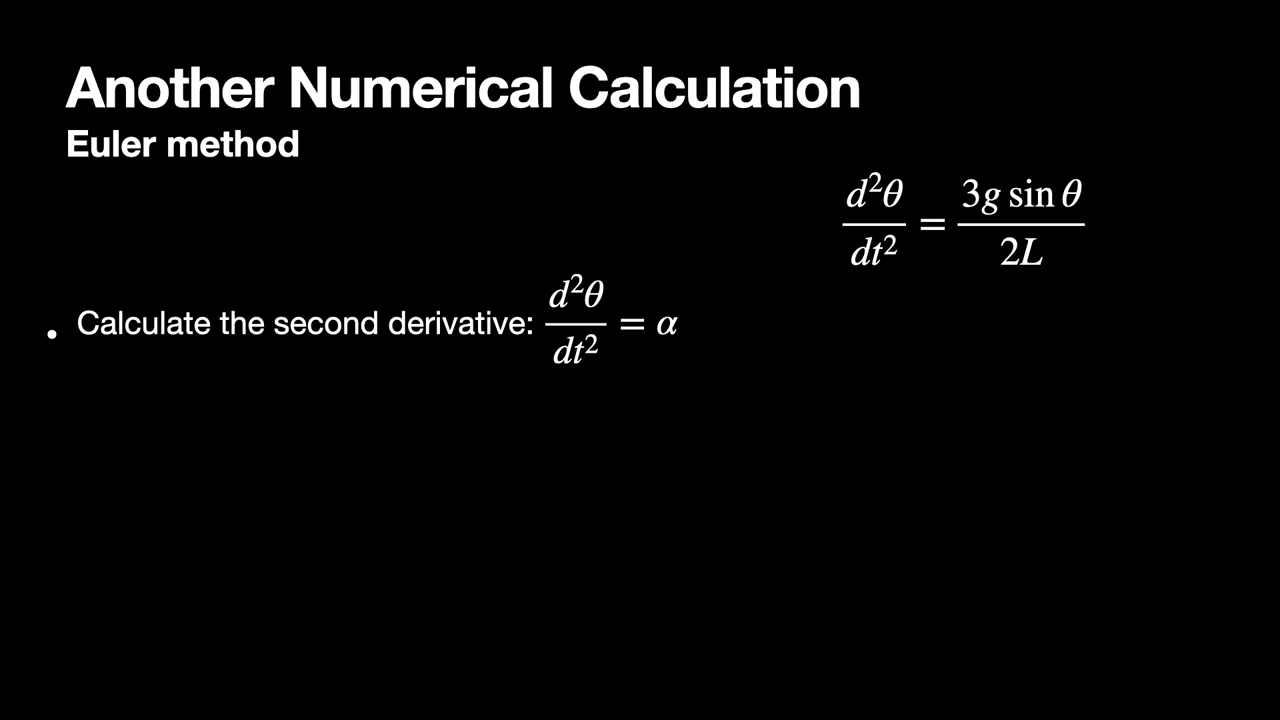 Another Numerical Calculation
Euler method
d²θ/dt² = 3g sin θ/2L
• Calculate the second derivative: d²θ/dt² = α